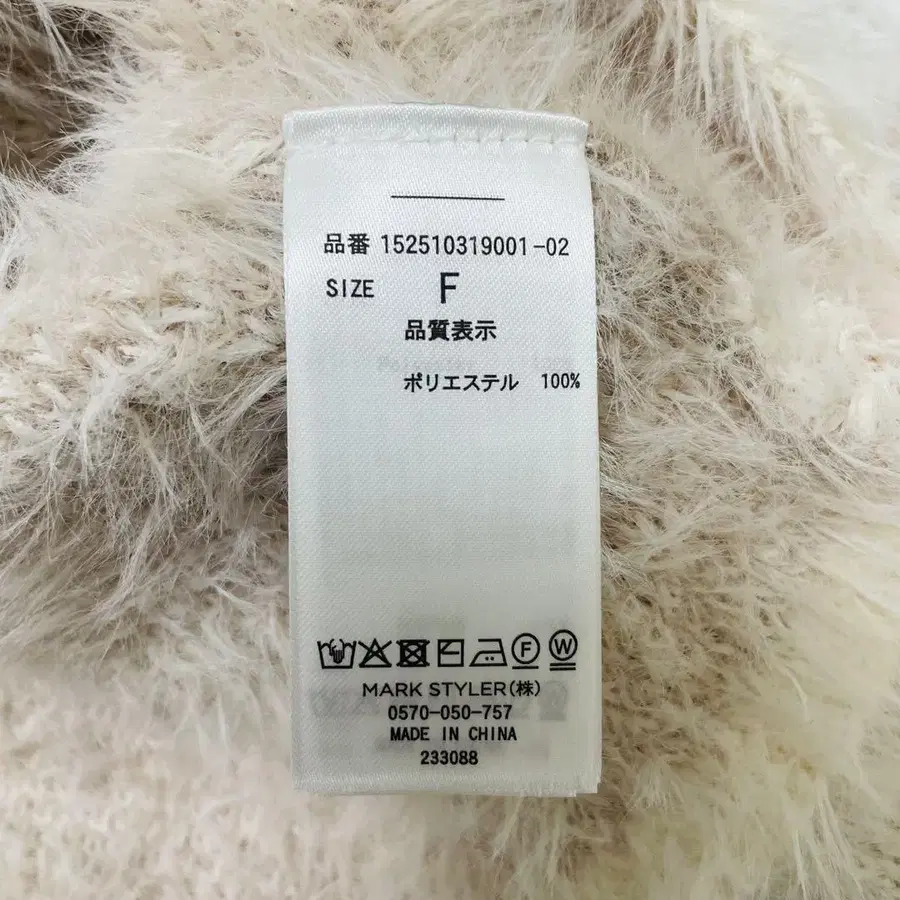 品番 152510319001-02
SIZE F
品質表示
ポリエステル 100%
F W
MARK STYLER(株)
0570-050-757
MADE IN CHINA
233088